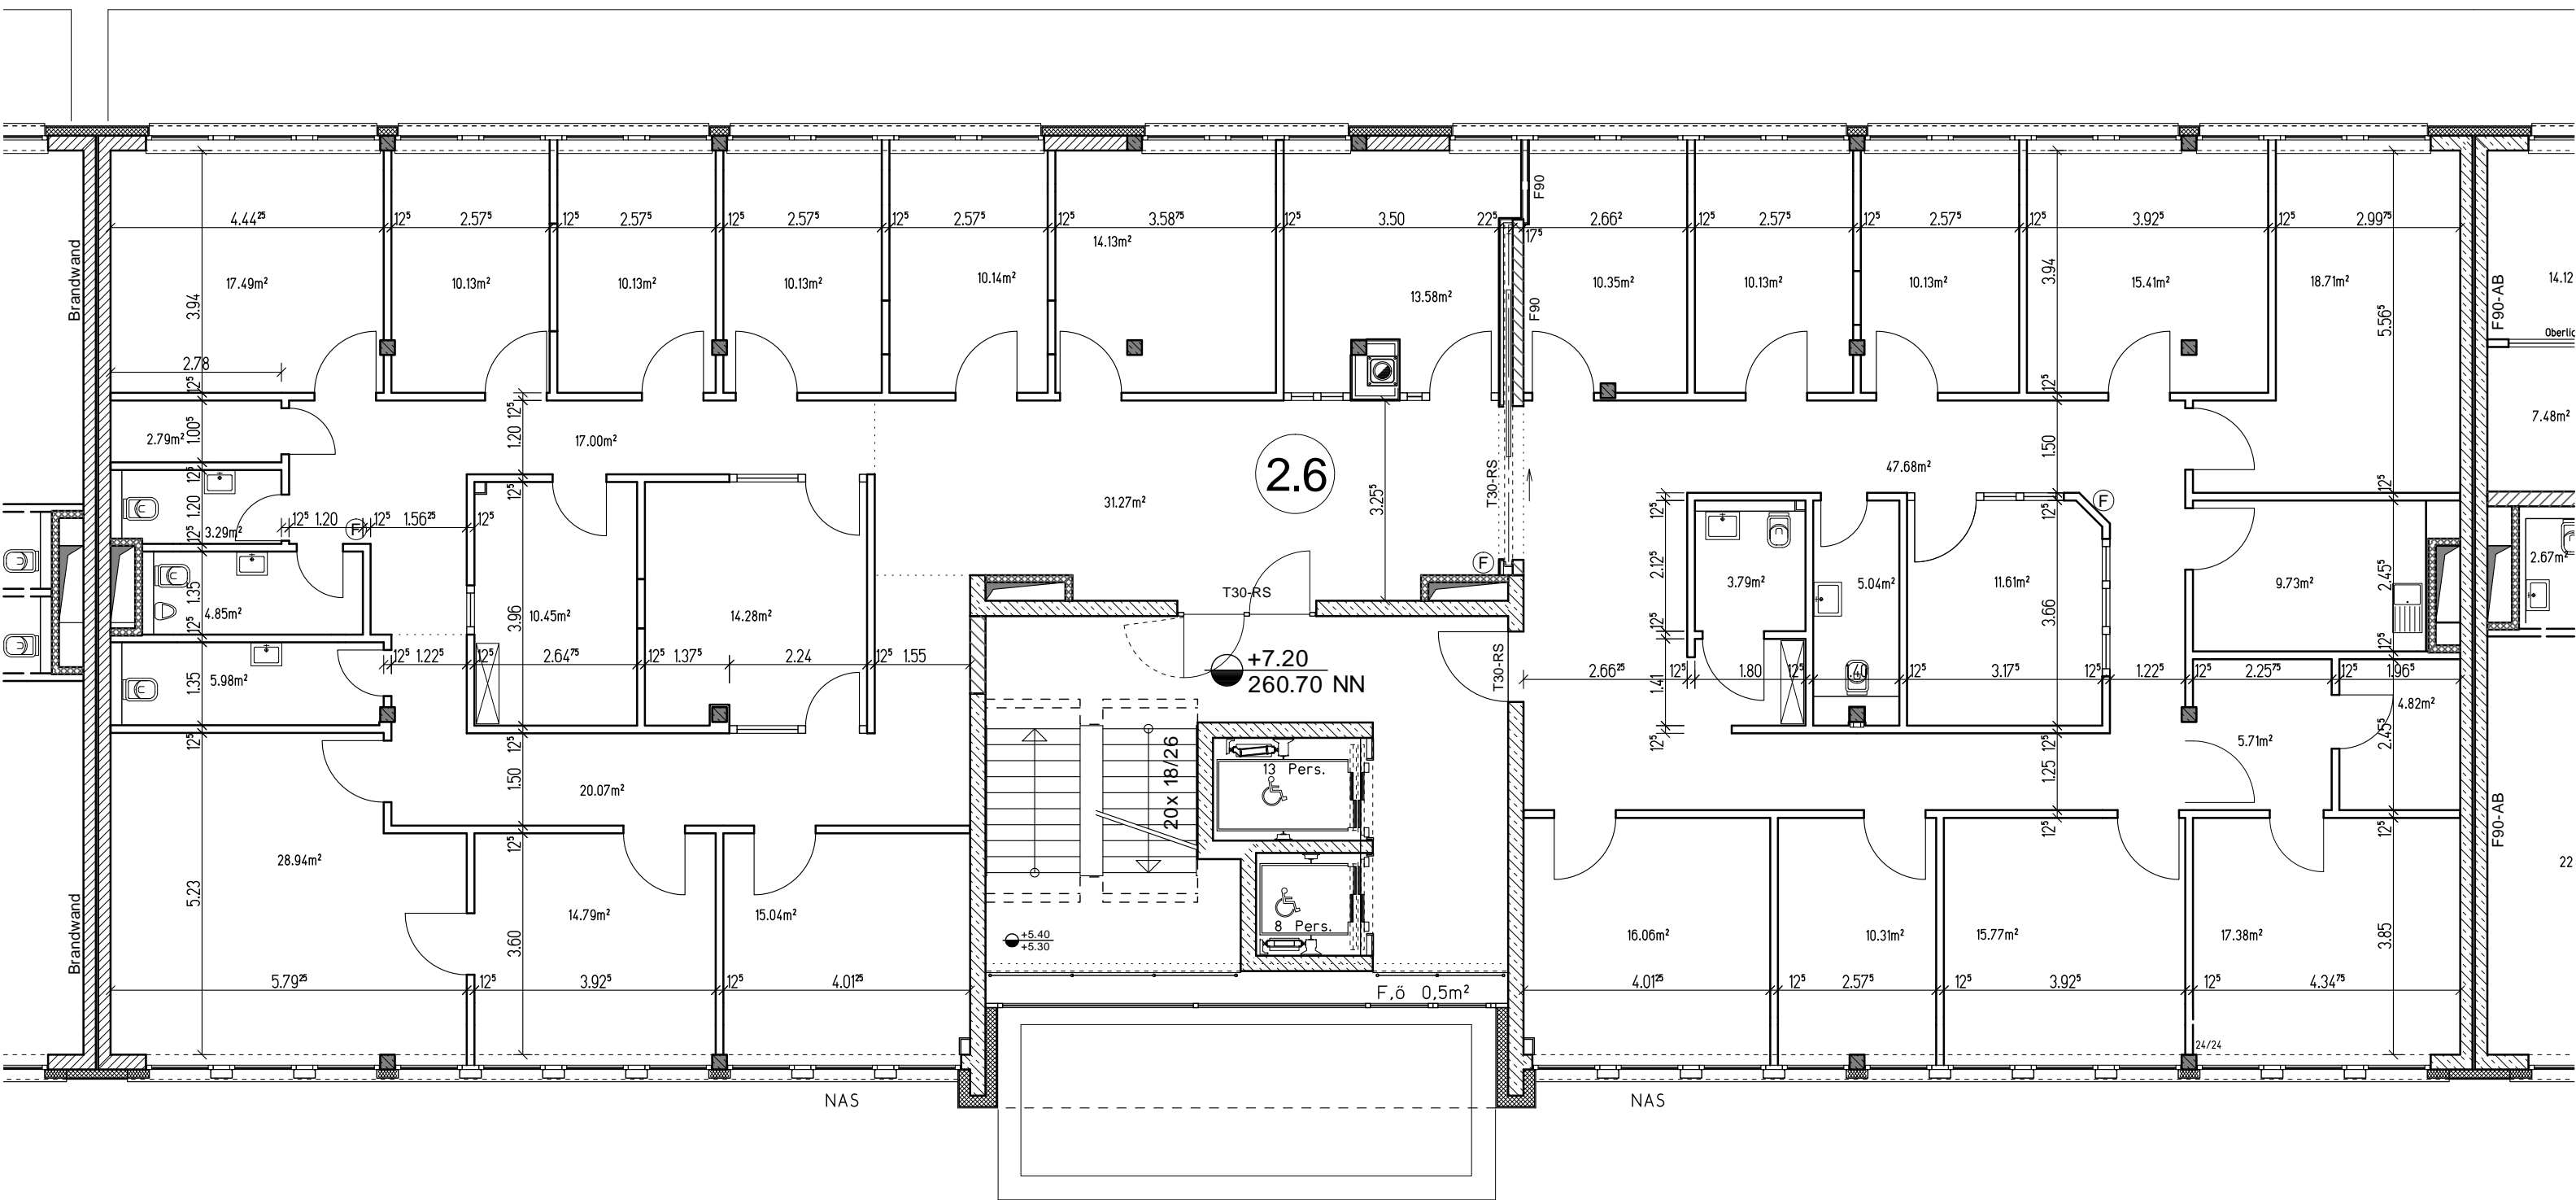 4.44²⁵ 12⁵ 2.57⁵ 12⁵ 2.57⁵ 12⁵ 2.57⁵ 12⁵ 2.57 12⁵ 3.58⁷⁵ 12⁵ 3.50 22⁵ 17⁵ 2.66² 12⁵ 2.57⁵ 12⁵ 2.57⁵ 12⁵ 3.92⁵ 12⁵ 2.99⁷⁵
Brandwand
F90
F90
F90-AB
17.49m² 10.13m² 10.13m² 10.13m² 10.14m² 14.13m² 13.58m² 10.35m² 10.13m² 10.13m² 15.41m² 18.71m² 14.12
3.94
3.94
5.56⁵
Oberlic
2.78
12⁵
12⁵
2.79m² 1.00⁵
1.20 12⁵
17.00m²
2.6
31.27m²
3.25⁵
T30-RS
47.68m²
1.50
7.48m²
12⁵
1.20
12⁵
3.29m²
12⁵ 1.20 12⁵ 1.56²⁵ 12⁵
F
F
F
12⁵
12⁵
12⁵
12⁵
1.35
4.85m²
12⁵
3.96
10.45m²
14.28m²
T30-RS
2.12⁵
3.79m²
5.04m²
11.61m²
3.66
9.73m²
2.45⁵
2.67m²
12⁵
12⁵
1.35
5.98m²
12⁵ 1.22⁵ 12⁵ 2.64⁷⁵ 12⁵ 1.37⁵ 2.24 12⁵ 1.55
+7.20
260.70 NN
T30-RS
2.66²⁵ 12⁵ 1.80 12⁵ 1.40 12⁵ 3.17⁵ 12⁵ 1.22⁵ 12⁵ 2.25⁷⁵ 12⁵ 1.96⁵
1.41
4.82m²
12⁵
12⁵
1.50
20.07m²
20x 18/26
13 Pers.
12⁵
12⁵
1.25
5.71m²
2.45⁵
12⁵
12⁵
12⁵
F90-AB
28.94m²
5.23
Brandwand
14.79m²
3.60
15.04m²
+5.40
+5.30
8 Pers.
16.06m²
10.31m²
15.77m²
17.38m²
3.85
22
5.79²⁵ 12⁵ 3.92⁵ 12⁵ 4.01²⁵
F,ö 0,5m²
4.01²⁵ 12⁵ 2.57⁵ 12⁵ 3.92⁵ 12⁵ 4.34⁷⁵
24/24
NAS
NAS